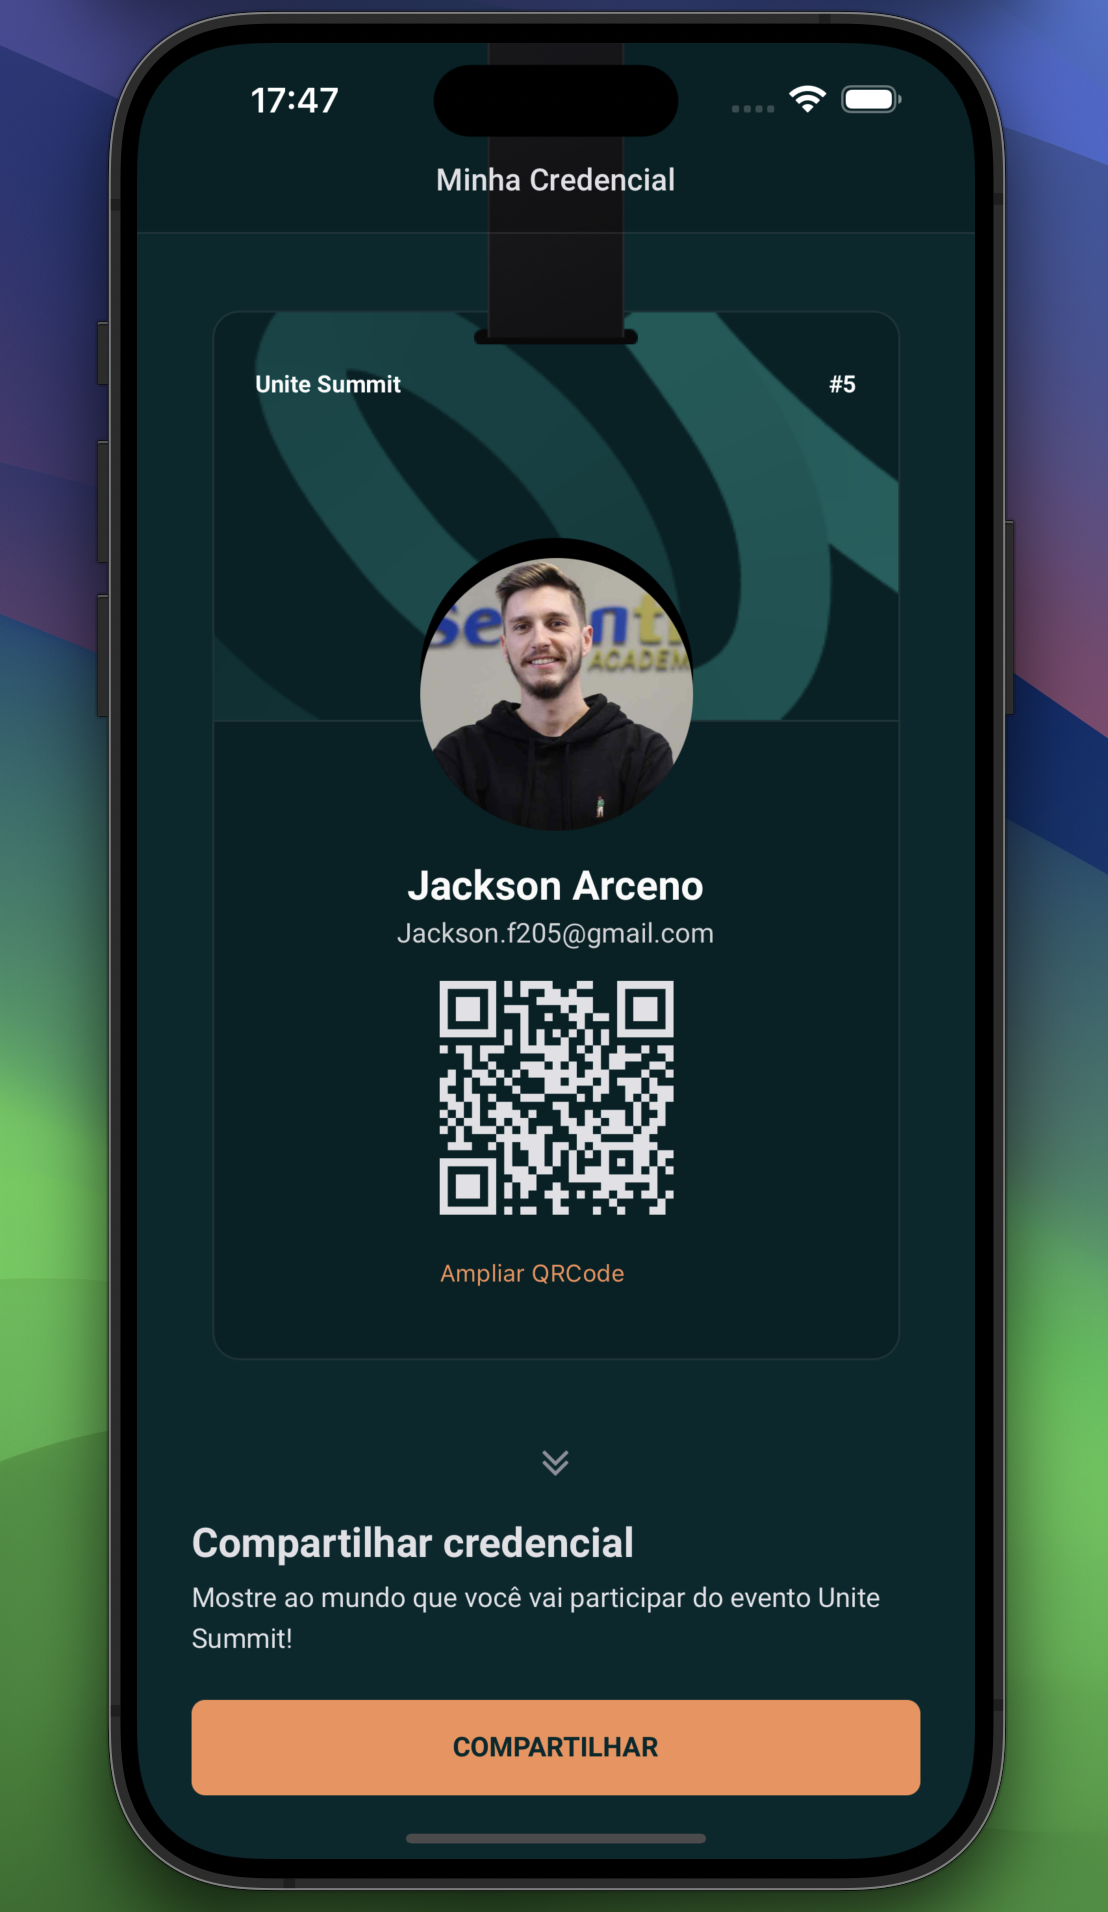 17:47
Minha Credencial
Unite Summit
#5
ACADEM
Jackson Arceno
Jackson.f205@gmail.com
Ampliar QRCode
Compartilhar credencial
Mostre ao mundo que você vai participar do evento Unite
Summit!
COMPARTILHAR